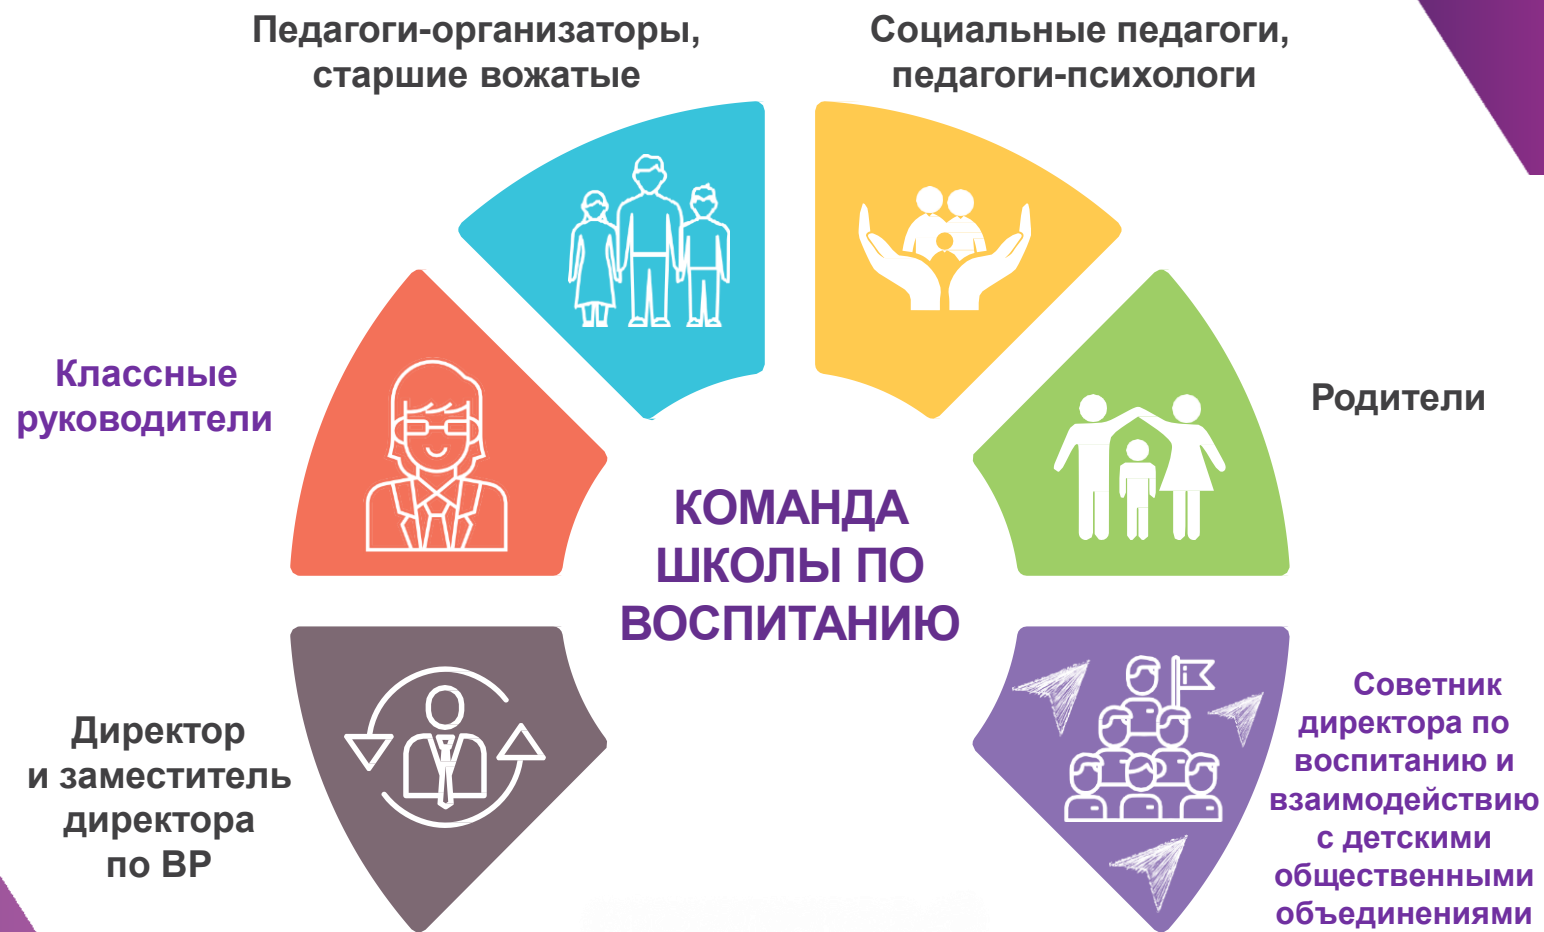 Педагоги-организаторы,
старшие вожатые
Социальные педагоги,
педагоги-психологи
Классные
руководители
Родители
КОМАНДА
ШКОЛЫ ПО
ВОСПИТАНИЮ
Директор
и заместитель
директора
по ВР
Советник
директора по
воспитанию и
взаимодействию
с детскими
общественными
объединениями